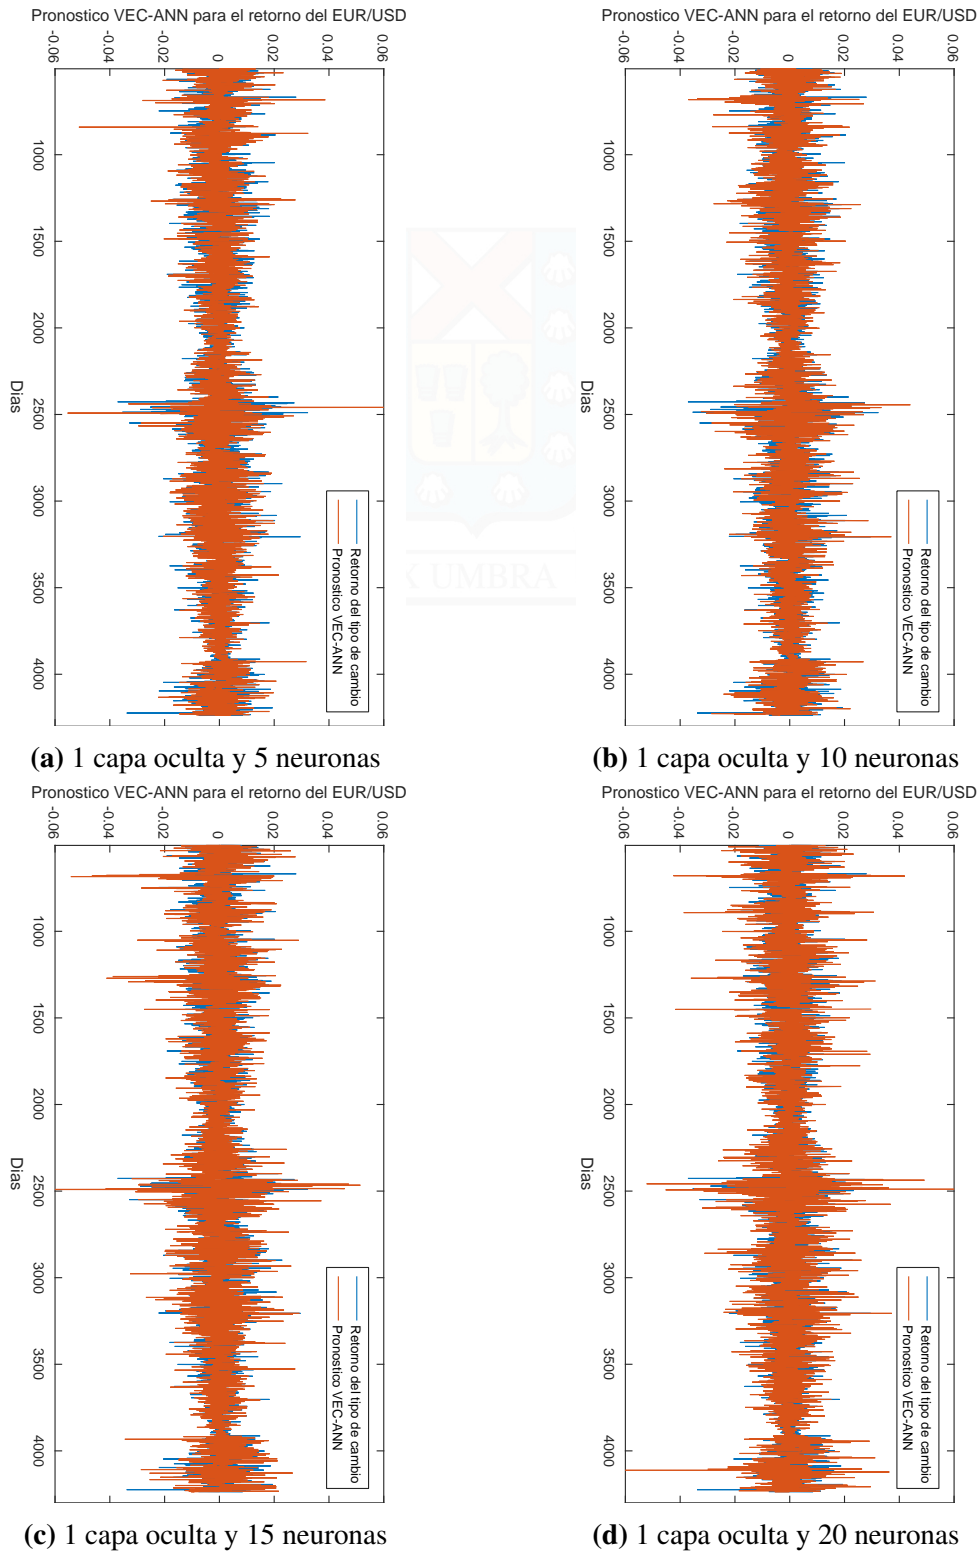 Pronostico VEC-ANN para el retorno del EUR/USD
-0.06 -0.04 -0.02 0 0.02 0.04 0.06
1000
1500
2000
2500
3000
3500
4000
Dias
Retorno del tipo de cambio
Pronostico VEC-ANN
(a) 1 capa oculta y 5 neuronas
Pronostico VEC-ANN para el retorno del EUR/USD
-0.06 -0.04 -0.02 0 0.02 0.04 0.06
1000
1500
2000
2500
3000
3500
4000
Dias
Retorno del tipo de cambio
Pronostico VEC-ANN
(b) 1 capa oculta y 10 neuronas
X UMBRA
Pronostico VEC-ANN para el retorno del EUR/USD
-0.06 -0.04 -0.02 0 0.02 0.04 0.06
1000
1500
2000
2500
3000
3500
4000
Dias
Retorno del tipo de cambio
Pronostico VEC-ANN
(c) 1 capa oculta y 15 neuronas
Pronostico VEC-ANN para el retorno del EUR/USD
-0.06 -0.04 -0.02 0 0.02 0.04 0.06
1000
1500
2000
2500
3000
3500
4000
Dias
Retorno del tipo de cambio
Pronostico VEC-ANN
(d) 1 capa oculta y 20 neuronas